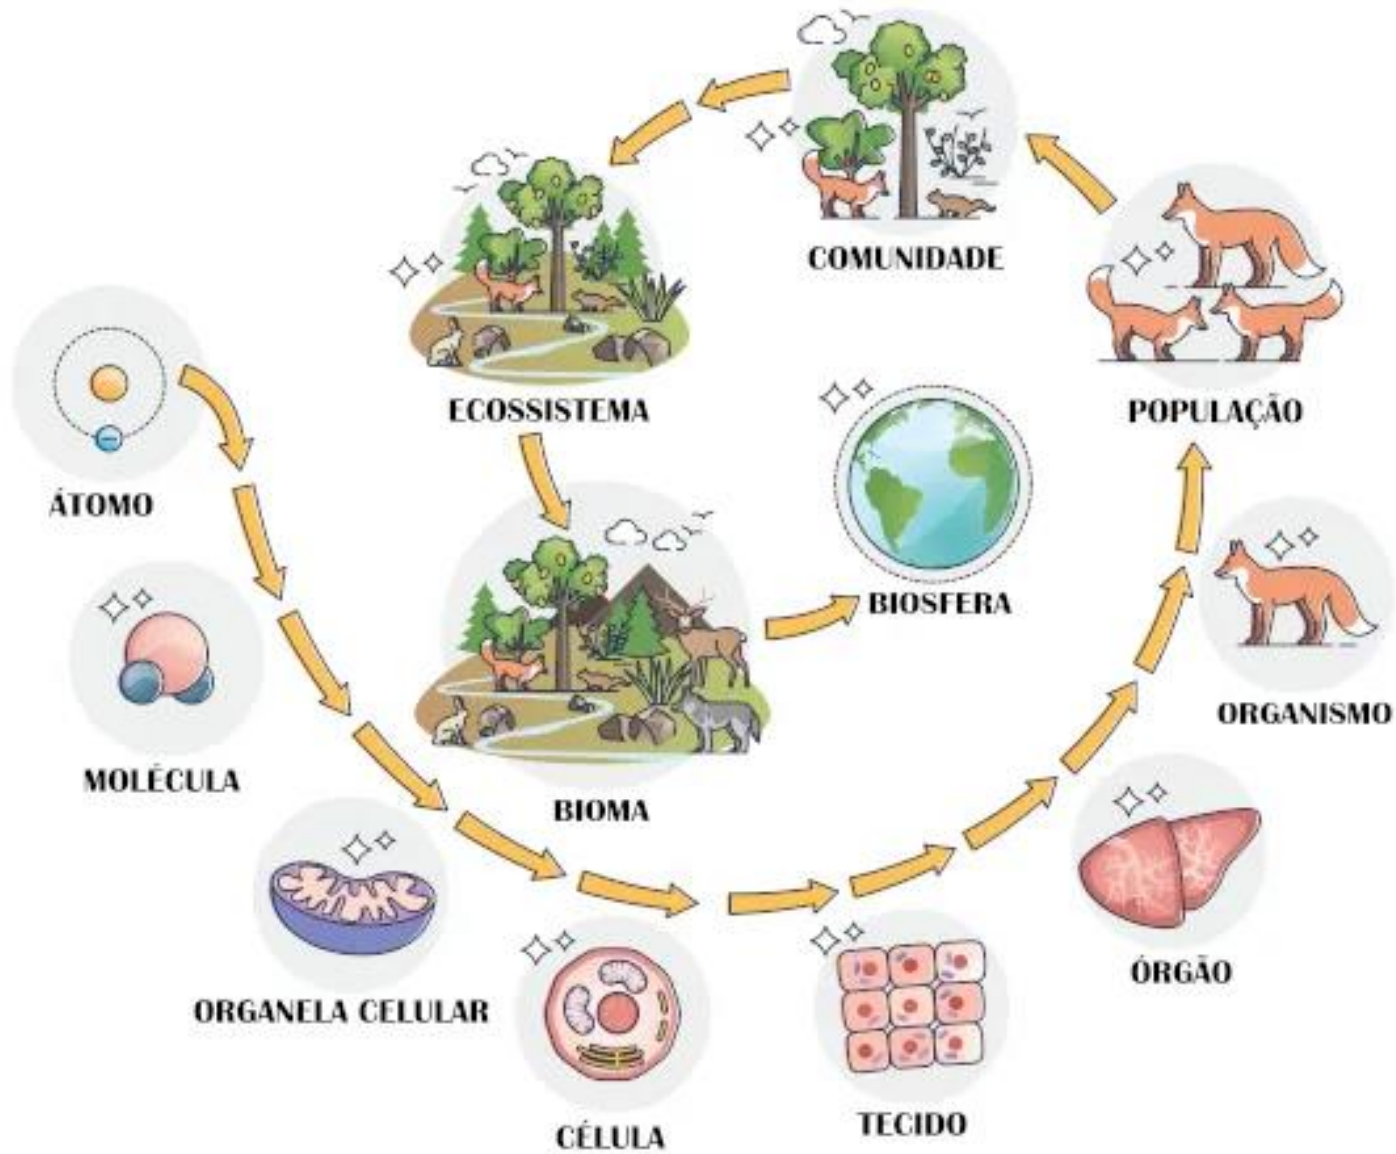 ÁTOMO
MOLÉCULA
ORGANELA CELULAR
CÉLULA
TECIDO
ÓRGÃO
ORGANISMO
POPULAÇÃO
COMUNIDADE
ECOSSISTEMA
BIOMA
BIOSFERA